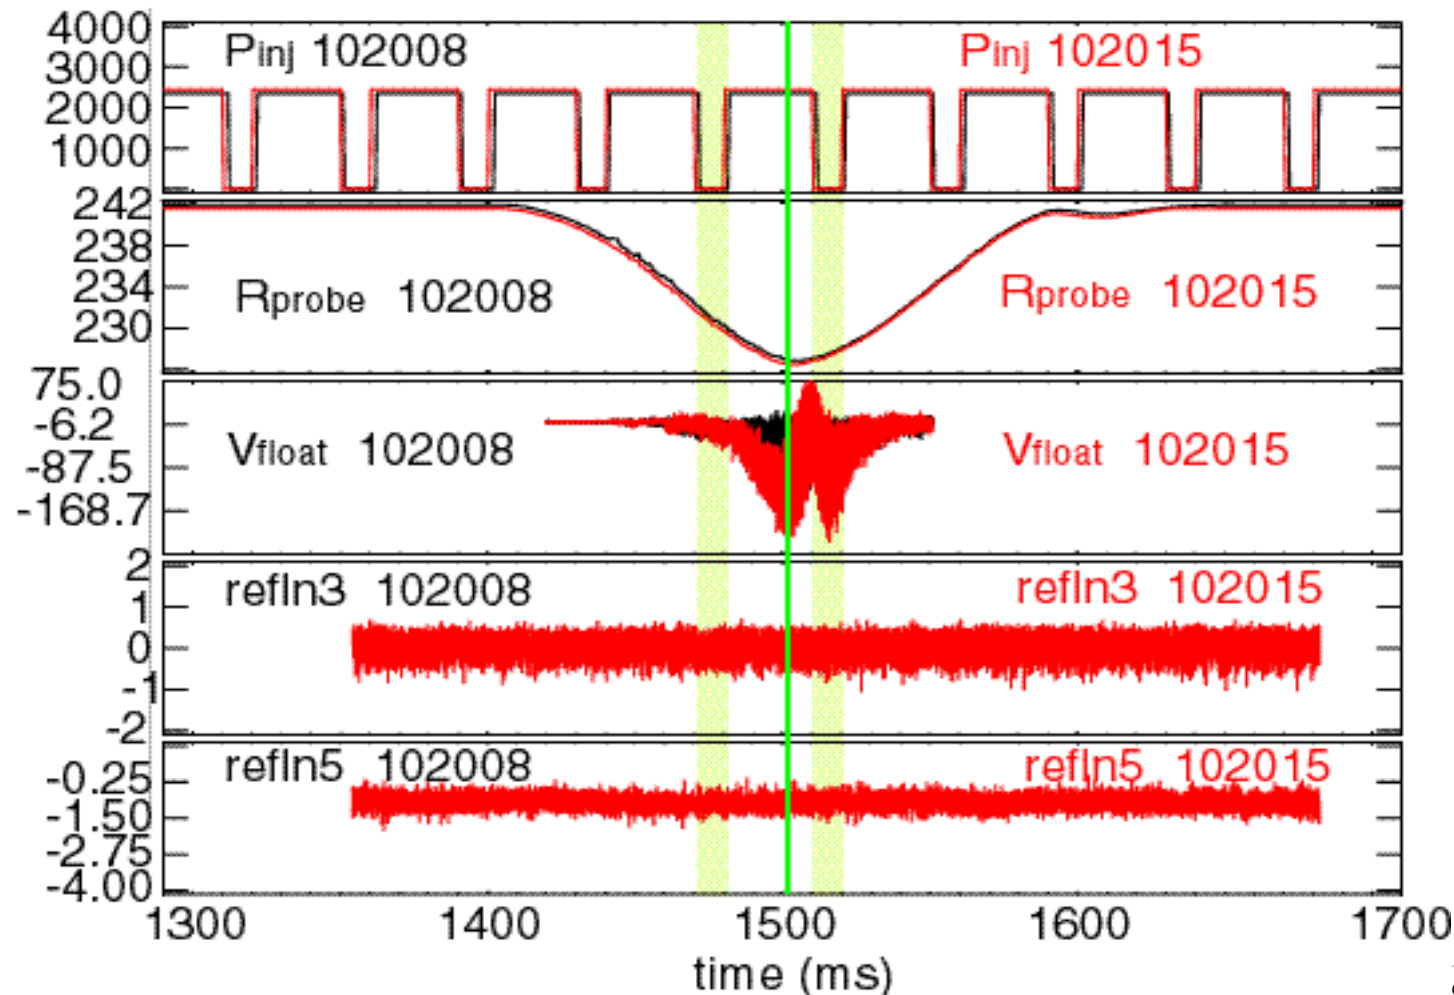 4000
3000
2000
1000
Pinj 102008
Pinj 102015
242
238
234
230
Rprobe 102008
Rprobe 102015
75.0
-6.2
-87.5
-168.7
Vfloat 102008
Vfloat 102015
2
1
0
-1
-2
refln3 102008
refln3 102015
-0.25
-1.50
-2.75
-4.00
refln5 102008
refln5 102015
1300 1400 1500 1600 1700
time (ms)